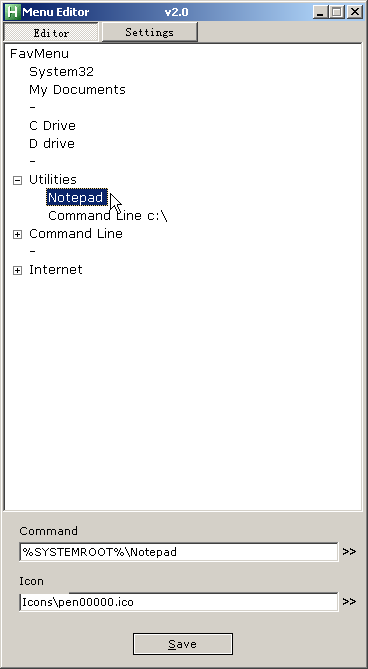 H Menu Editor v2.0
Editor Settings
FavMenu
System32
My Documents
-
C Drive
D drive
-
Utilities
Notepad
Command Line c:\
Command Line
-
Internet
Command
%SYSTEMROOT%\Notepad >>
Icon
Icons\pen00000.ico >>
Save